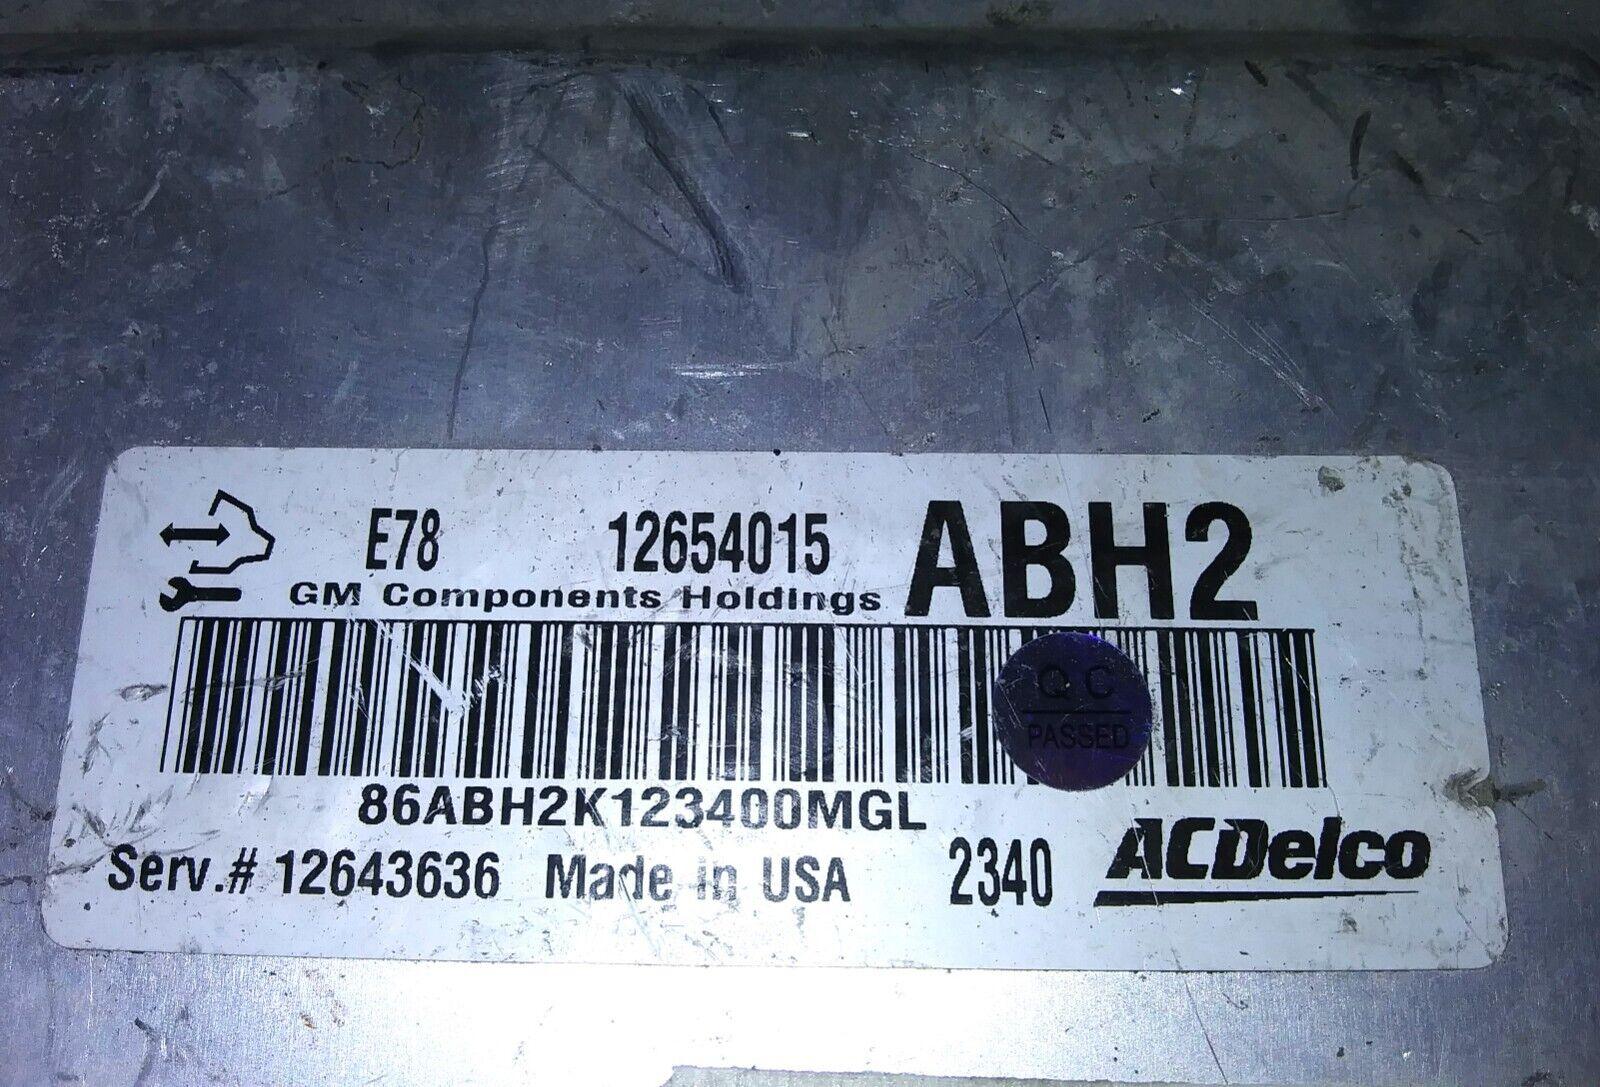 E78 12654015 ABH2
GM Components Holdings
QC
PASSED
86ABH2K123400MGL
Serv.# 12643636 Made in USA 2340 ACDelco